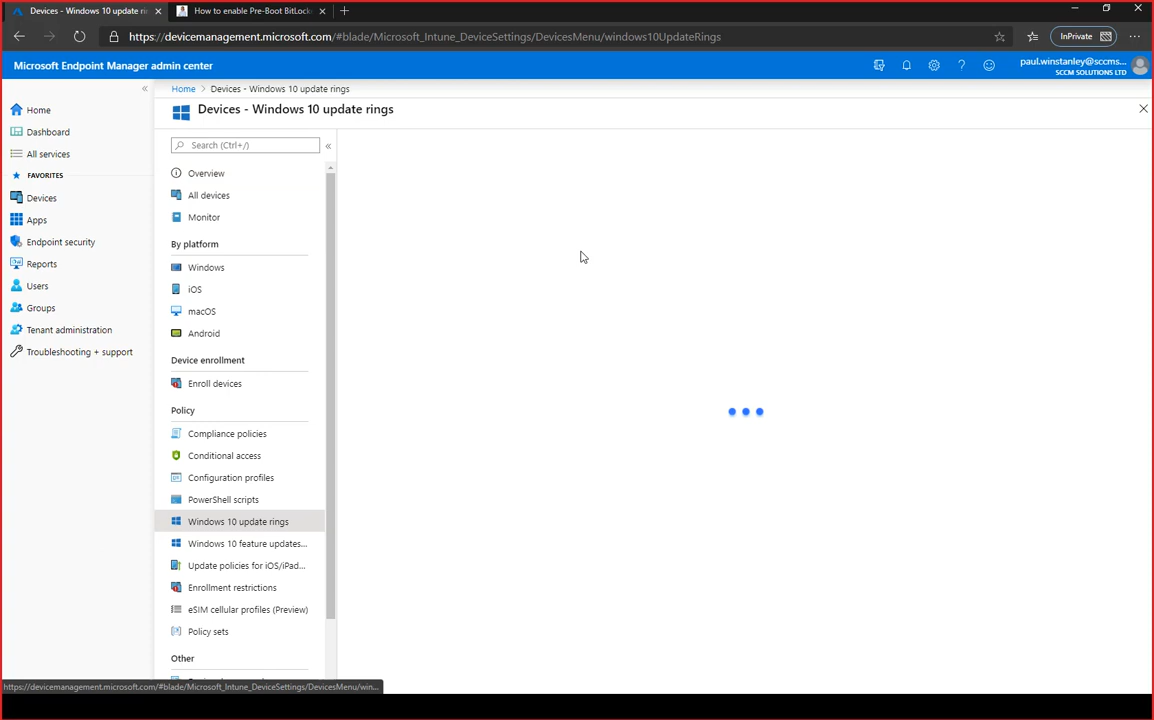 Devices - Windows 10 update ri
How to enable Pre-Boot BitLock
https://devicemanagement.microsoft.com/#blade/Microsoft_Intune_DeviceSettings/DevicesMenu/windows10UpdateRings
InPrivate
Microsoft Endpoint Manager admin center
paul.winstanley@sccms...
SCCM SOLUTIONS LTD
Home
Dashboard
All services
FAVORITES
Devices
Apps
Endpoint security
Reports
Users
Groups
Tenant administration
Troubleshooting + support
Home > Devices - Windows 10 update rings
Devices - Windows 10 update rings
Search (Ctrl+/)
Overview
All devices
Monitor
By platform
Windows
iOS
macOS
Android
Device enrollment
Enroll devices
Policy
Compliance policies
Conditional access
Configuration profiles
PowerShell scripts
Windows 10 update rings
Windows 10 feature updates...
Update policies for iOS/iPad...
Enrollment restrictions
eSIM cellular profiles (Preview)
Policy sets
Other
https://devicemanagement.microsoft.com/#blade/Microsoft_Intune_DeviceSettings/DevicesMenu/win...